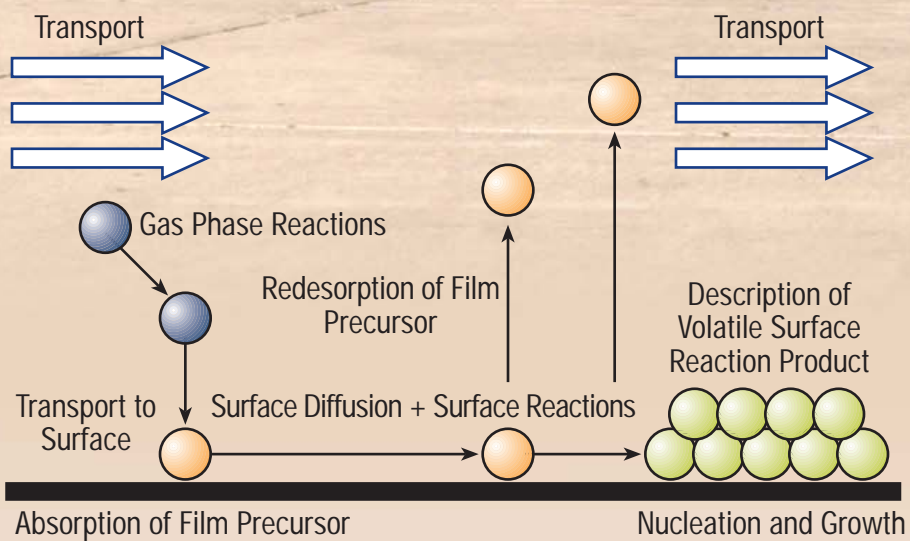 Transport
Transport
Gas Phase Reactions
Redesorption of Film
Precursor
Description of
Volatile Surface
Reaction Product
Transport to
Surface
Surface Diffusion + Surface Reactions
Absorption of Film Precursor
Nucleation and Growth